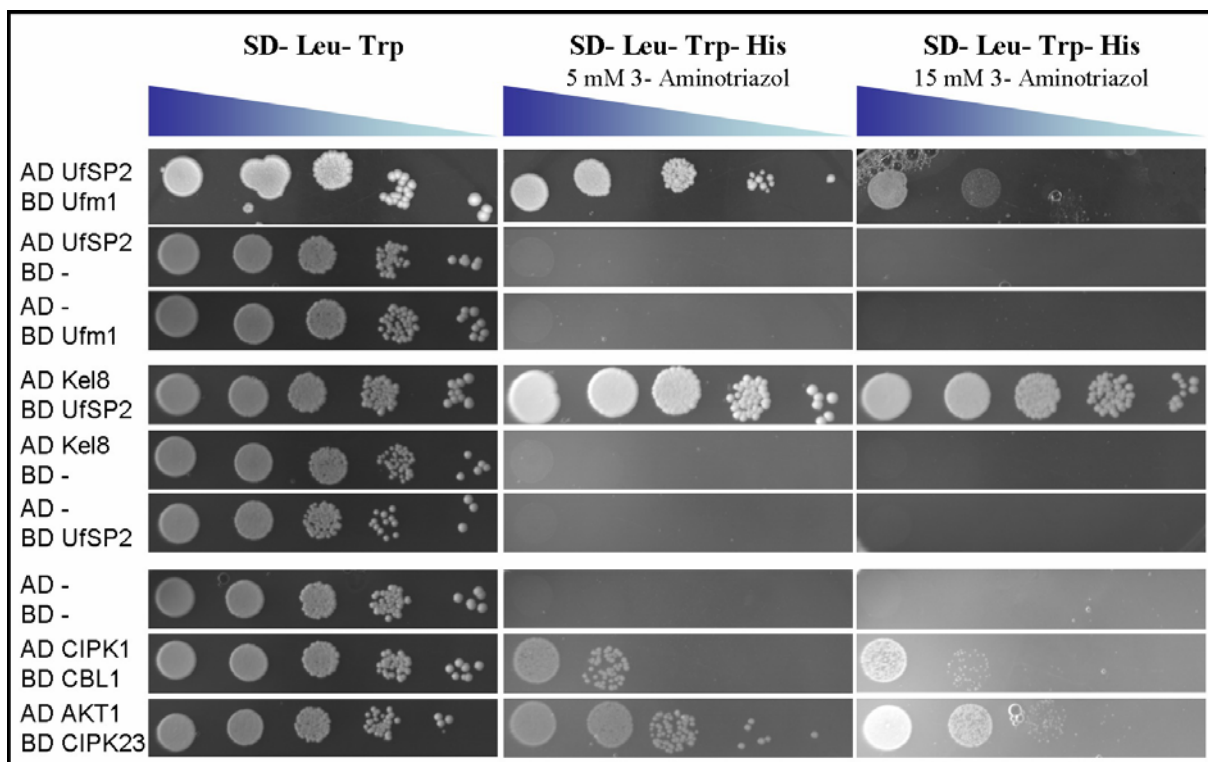 SD- Leu- Trp
SD- Leu- Trp- His
5 mM 3- Aminotriazol
SD- Leu- Trp- His
15 mM 3- Aminotriazol
AD UfSP2
BD Ufm1
AD UfSP2
BD -
AD -
BD Ufm1
AD Kel8
BD UfSP2
AD Kel8
BD -
AD -
BD UfSP2
AD -
BD -
AD CIPK1
BD CBL1
AD AKT1
BD CIPK23